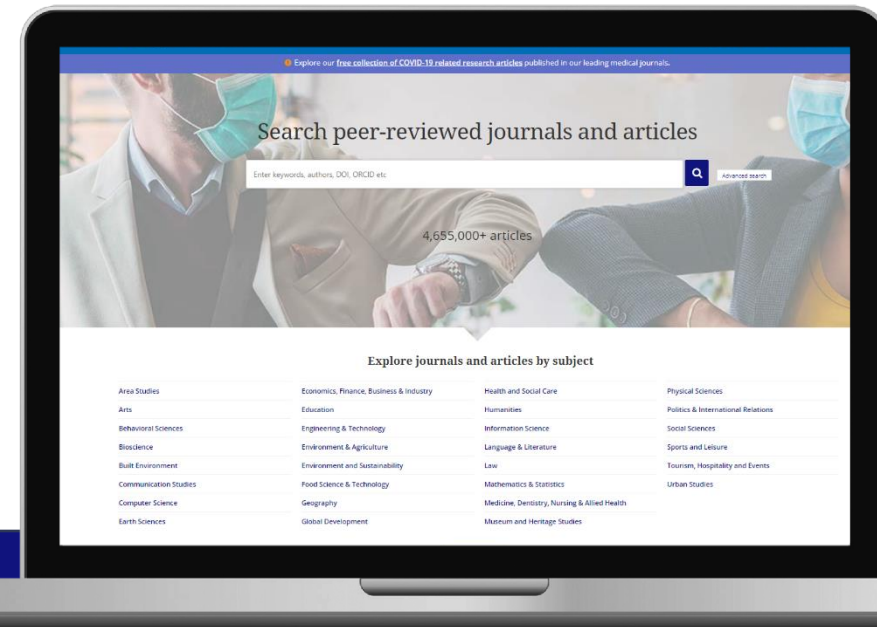 Explore our free collection of COVID-19 related research articles published in our leading medical journals.
Search peer-reviewed journals and articles
Enter keywords, authors, DOI, ORCID etc
Advanced search
4,655,000+ articles
Explore journals and articles by subject
Area Studies
Arts
Behavioral Sciences
Bioscience
Built Environment
Communication Studies
Computer Science
Earth Sciences
Economics, Finance, Business & Industry
Education
Engineering & Technology
Environment & Agriculture
Environment and Sustainability
Food Science & Technology
Geography
Global Development
Health and Social Care
Humanities
Information Science
Language & Literature
Law
Mathematics & Statistics
Medicine, Dentistry, Nursing & Allied Health
Museum and Heritage Studies
Physical Sciences
Politics & International Relations
Social Sciences
Sports and Leisure
Tourism, Hospitality and Events
Urban Studies